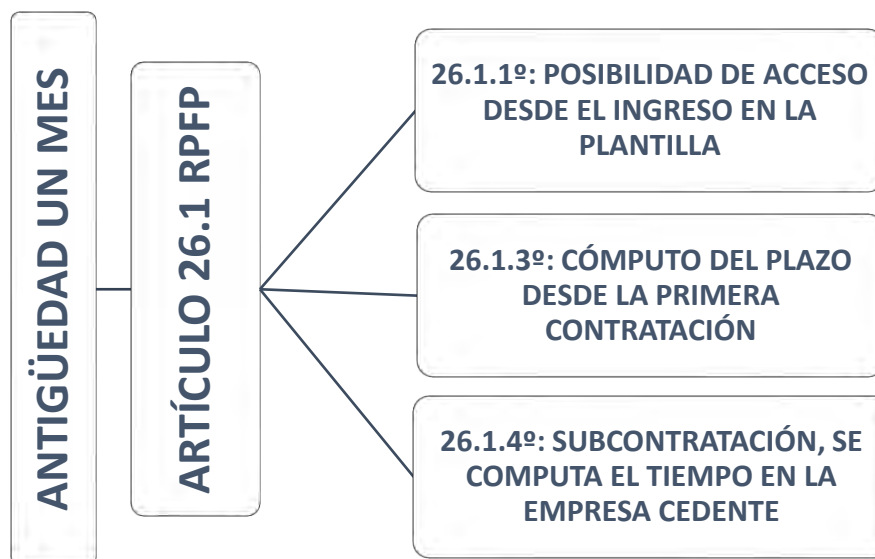 ANTIGÜEDAD UN MES
ARTÍCULO 26.1 RPFP
26.1.1º: POSIBILIDAD DE ACCESO
DESDE EL INGRESO EN LA
PLANTILLA
26.1.3º: CÓMPUTO DEL PLAZO
DESDE LA PRIMERA
CONTRATACIÓN
26.1.4º: SUBCONTRATACIÓN, SE
COMPUTA EL TIEMPO EN LA
EMPRESA CEDENTE